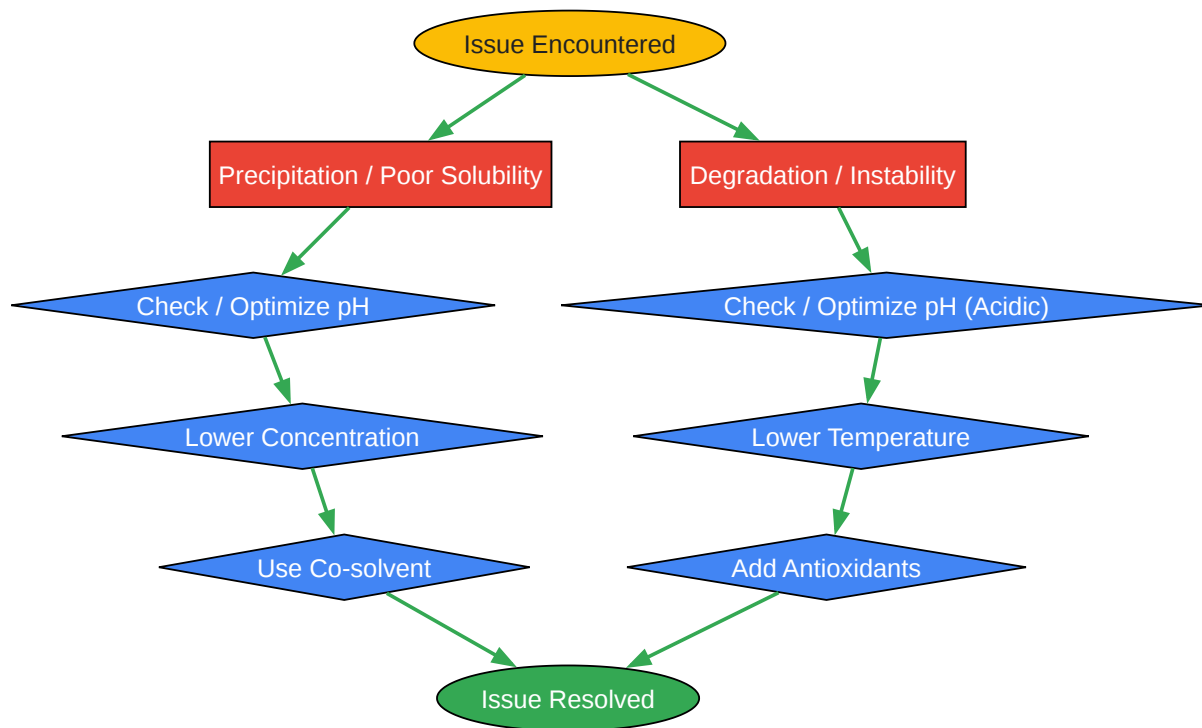 Issue Encountered
Precipitation / Poor Solubility
Degradation / Instability
Check / Optimize pH
Check / Optimize pH (Acidic)
Lower Concentration
Lower Temperature
Use Co-solvent
Add Antioxidants
Issue Resolved